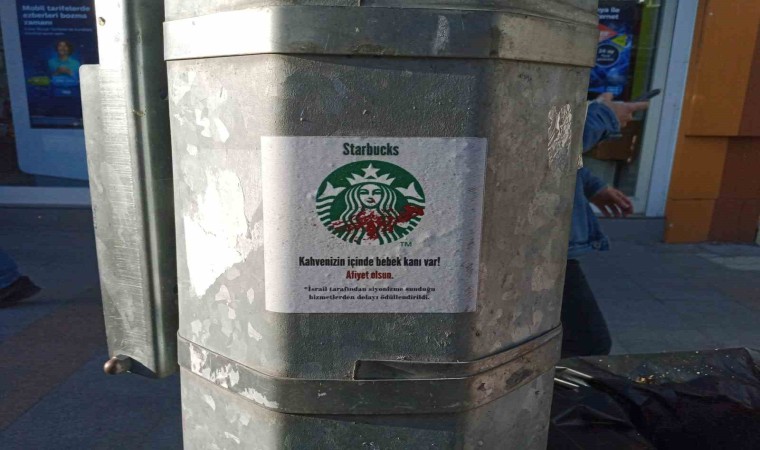 Mobil tarifelerde
ezberleri bozma
zamanı
Starbucks
TM
Kahvenizin içinde bebek kanı var!
Afiyet olsun.
*İsrail tarafından siyonizme sunduğu
hizmetlerden dolayı ödüllendirildi.